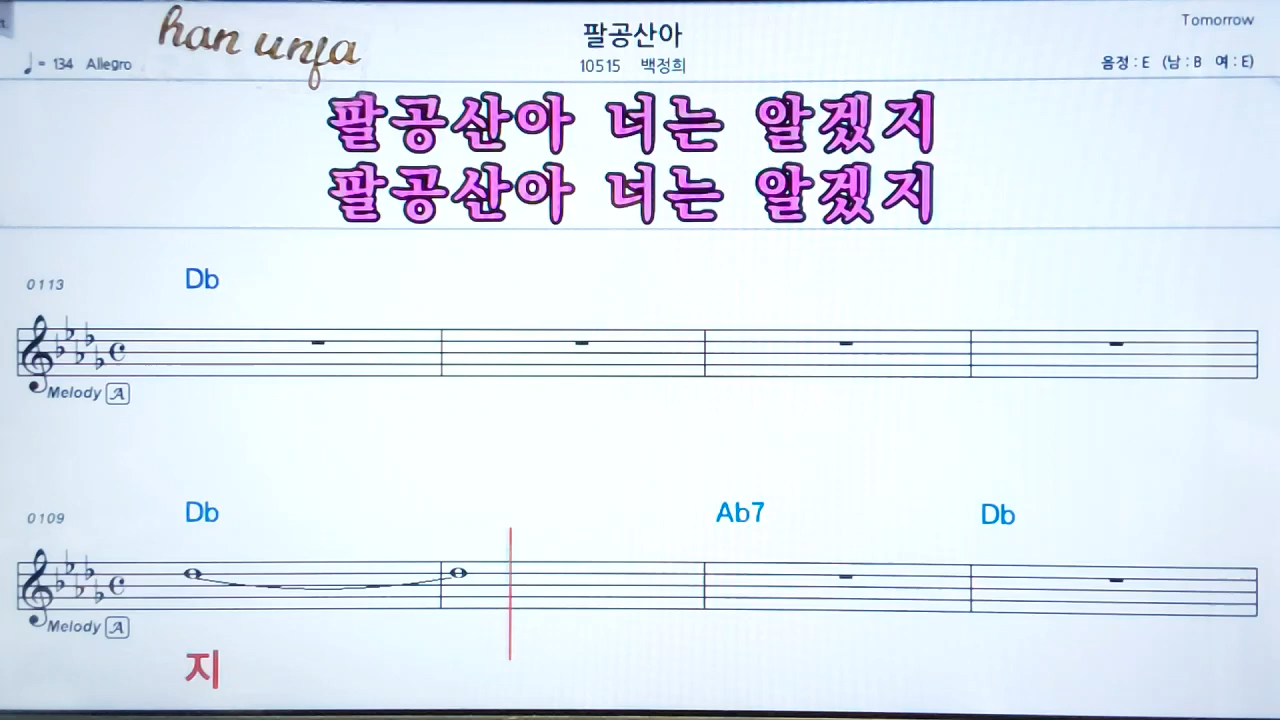 han unfa
팔공산아
Tomorrow
♩= 134 Allegro
10515 백정희
음정 : E (남 : B 여 : E)
팔공산아 너는 알겠지
팔공산아 너는 알겠지
0113
Db
Melody A
0109
Db Ab7 Db
Melody A
지